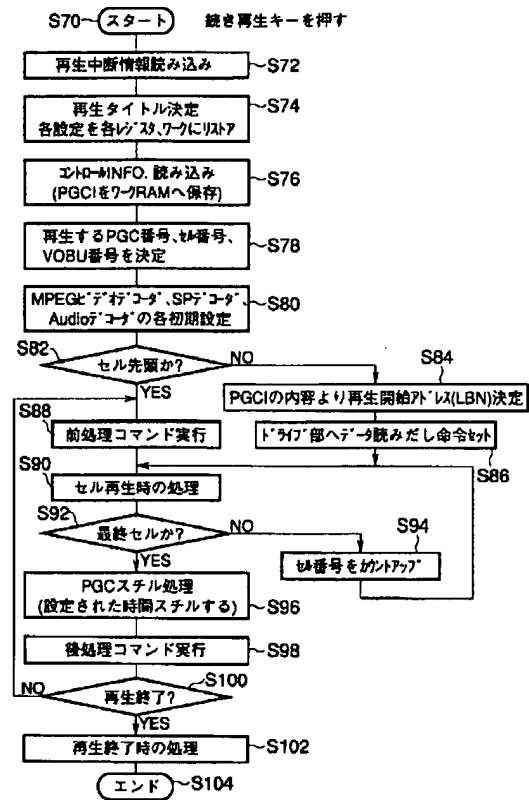 S70 スタート 続き再生キーを押す
再生中断情報読み込み S72
再生タイトル決定 S74
各設定を各レジスタ、ワークにリストア
コントロールINFO. 読み込み S76
(PGCIをワークRAMへ保存)
再生するPGC番号、セル番号、 S78
VOBU番号を決定
MPEGビデオデコーダ、SPデコーダ、 S80
Audioデコーダの各初期設定
S82 セル先頭か? NO S84
YES PGCIの内容より再生開始アドレス(LBN)決定
S88 前処理コマンド実行 ドライブ部へデータ読みだし命令セット
S86
S90 セル再生時の処理
S92 最終セルか? NO S94
YES セル番号をカウントアップ
PGCスチル処理
(設定された時間スチルする) S96
後処理コマンド実行 S98
NO 再生終了? S100
YES
再生終了時の処理 S102
エンド S104